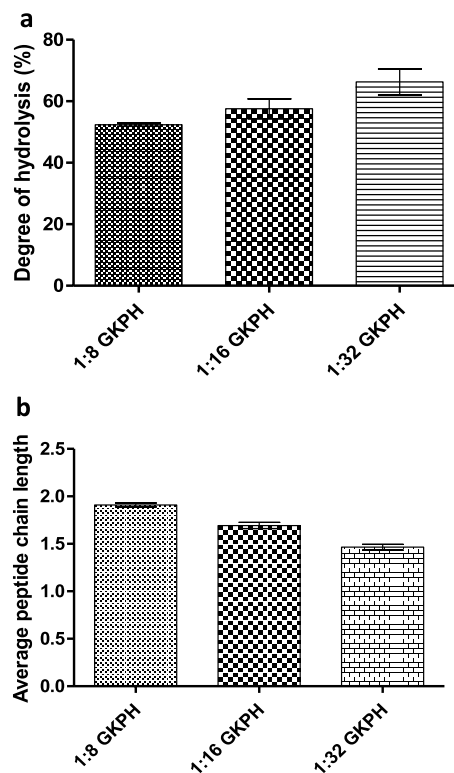 a
Degree of hydrolysis (%)
80
60
40
20
0
1:8 GKPH
1:16 GKPH
1:32 GKPH
b
Average peptide chain length
2.5
2.0
1.5
1.0
0.5
0.0
1:8 GKPH
1:16 GKPH
1:32 GKPH